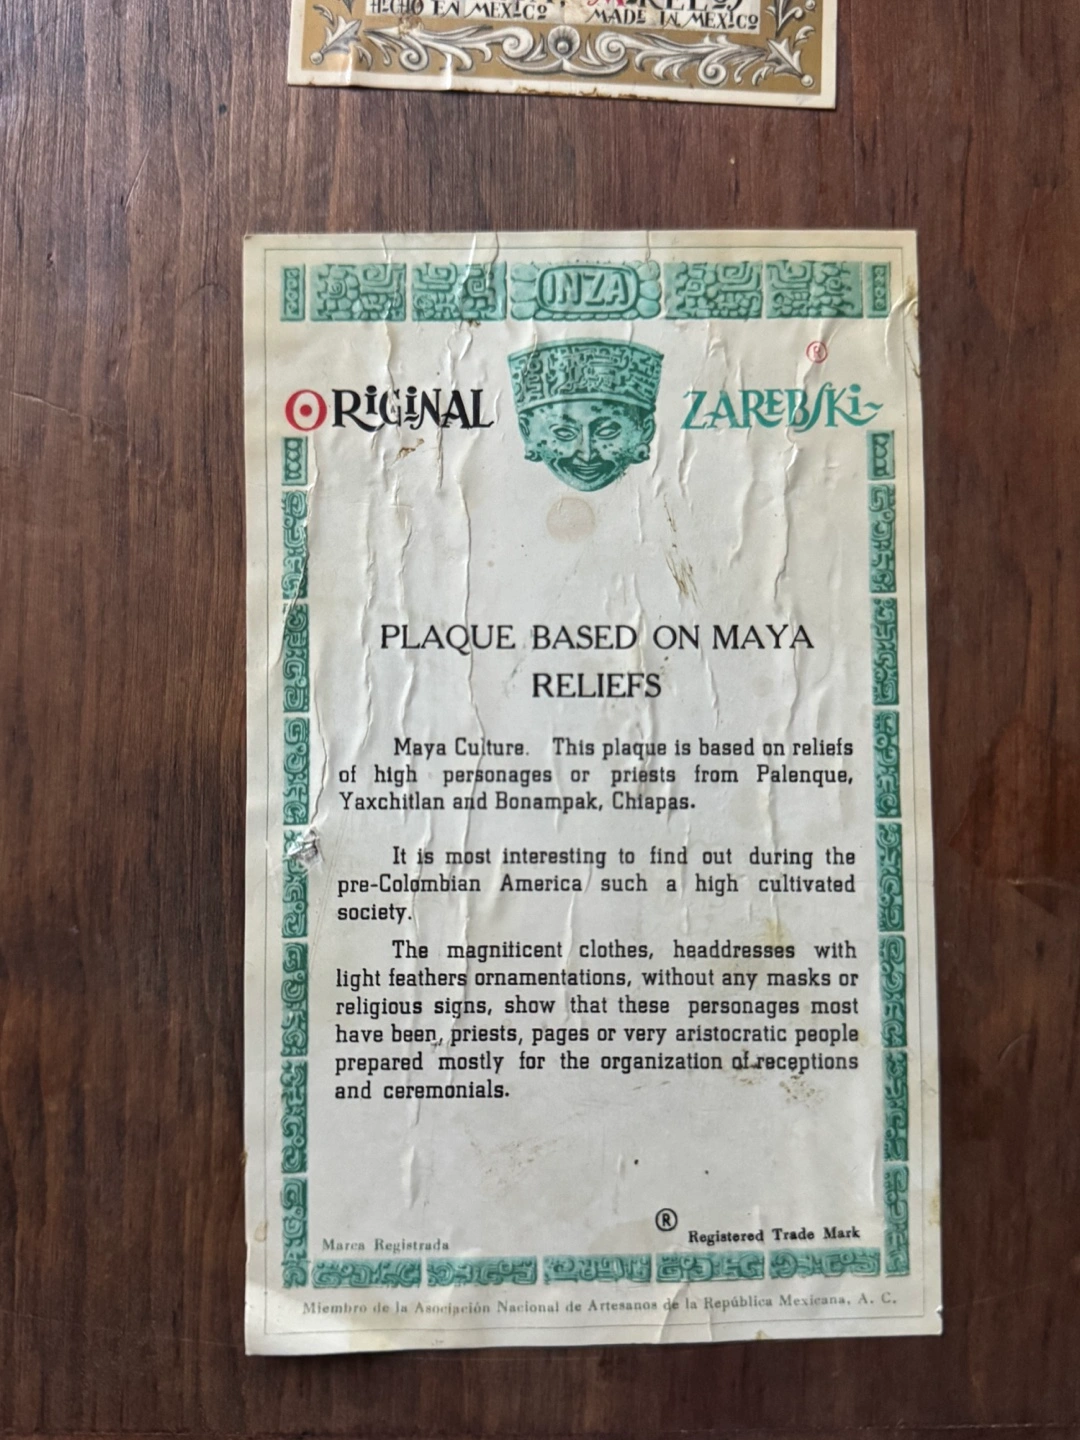 HECHO EN MEXICO MADE IN MEXICO
INZA
®
ORIGINAL ZAREBSKI
PLAQUE BASED ON MAYA
RELIEFS
Maya Culture. This plaque is based on reliefs
of high personages or priests from Palenque,
Yaxchitlan and Bonampak, Chiapas.
It is most interesting to find out during the
pre-Colombian America such a high cultivated
society.
The magniticent clothes, headdresses with
light feathers ornamentations, without any masks or
religious signs, show that these personages most
have been, priests, pages or very aristocratic people
prepared mostly for the organization of receptions
and ceremonials.
Marca Registrada ® Registered Trade Mark
Miembro de la Asociación Nacional de Artesanos de la República Mexicana, A. C.